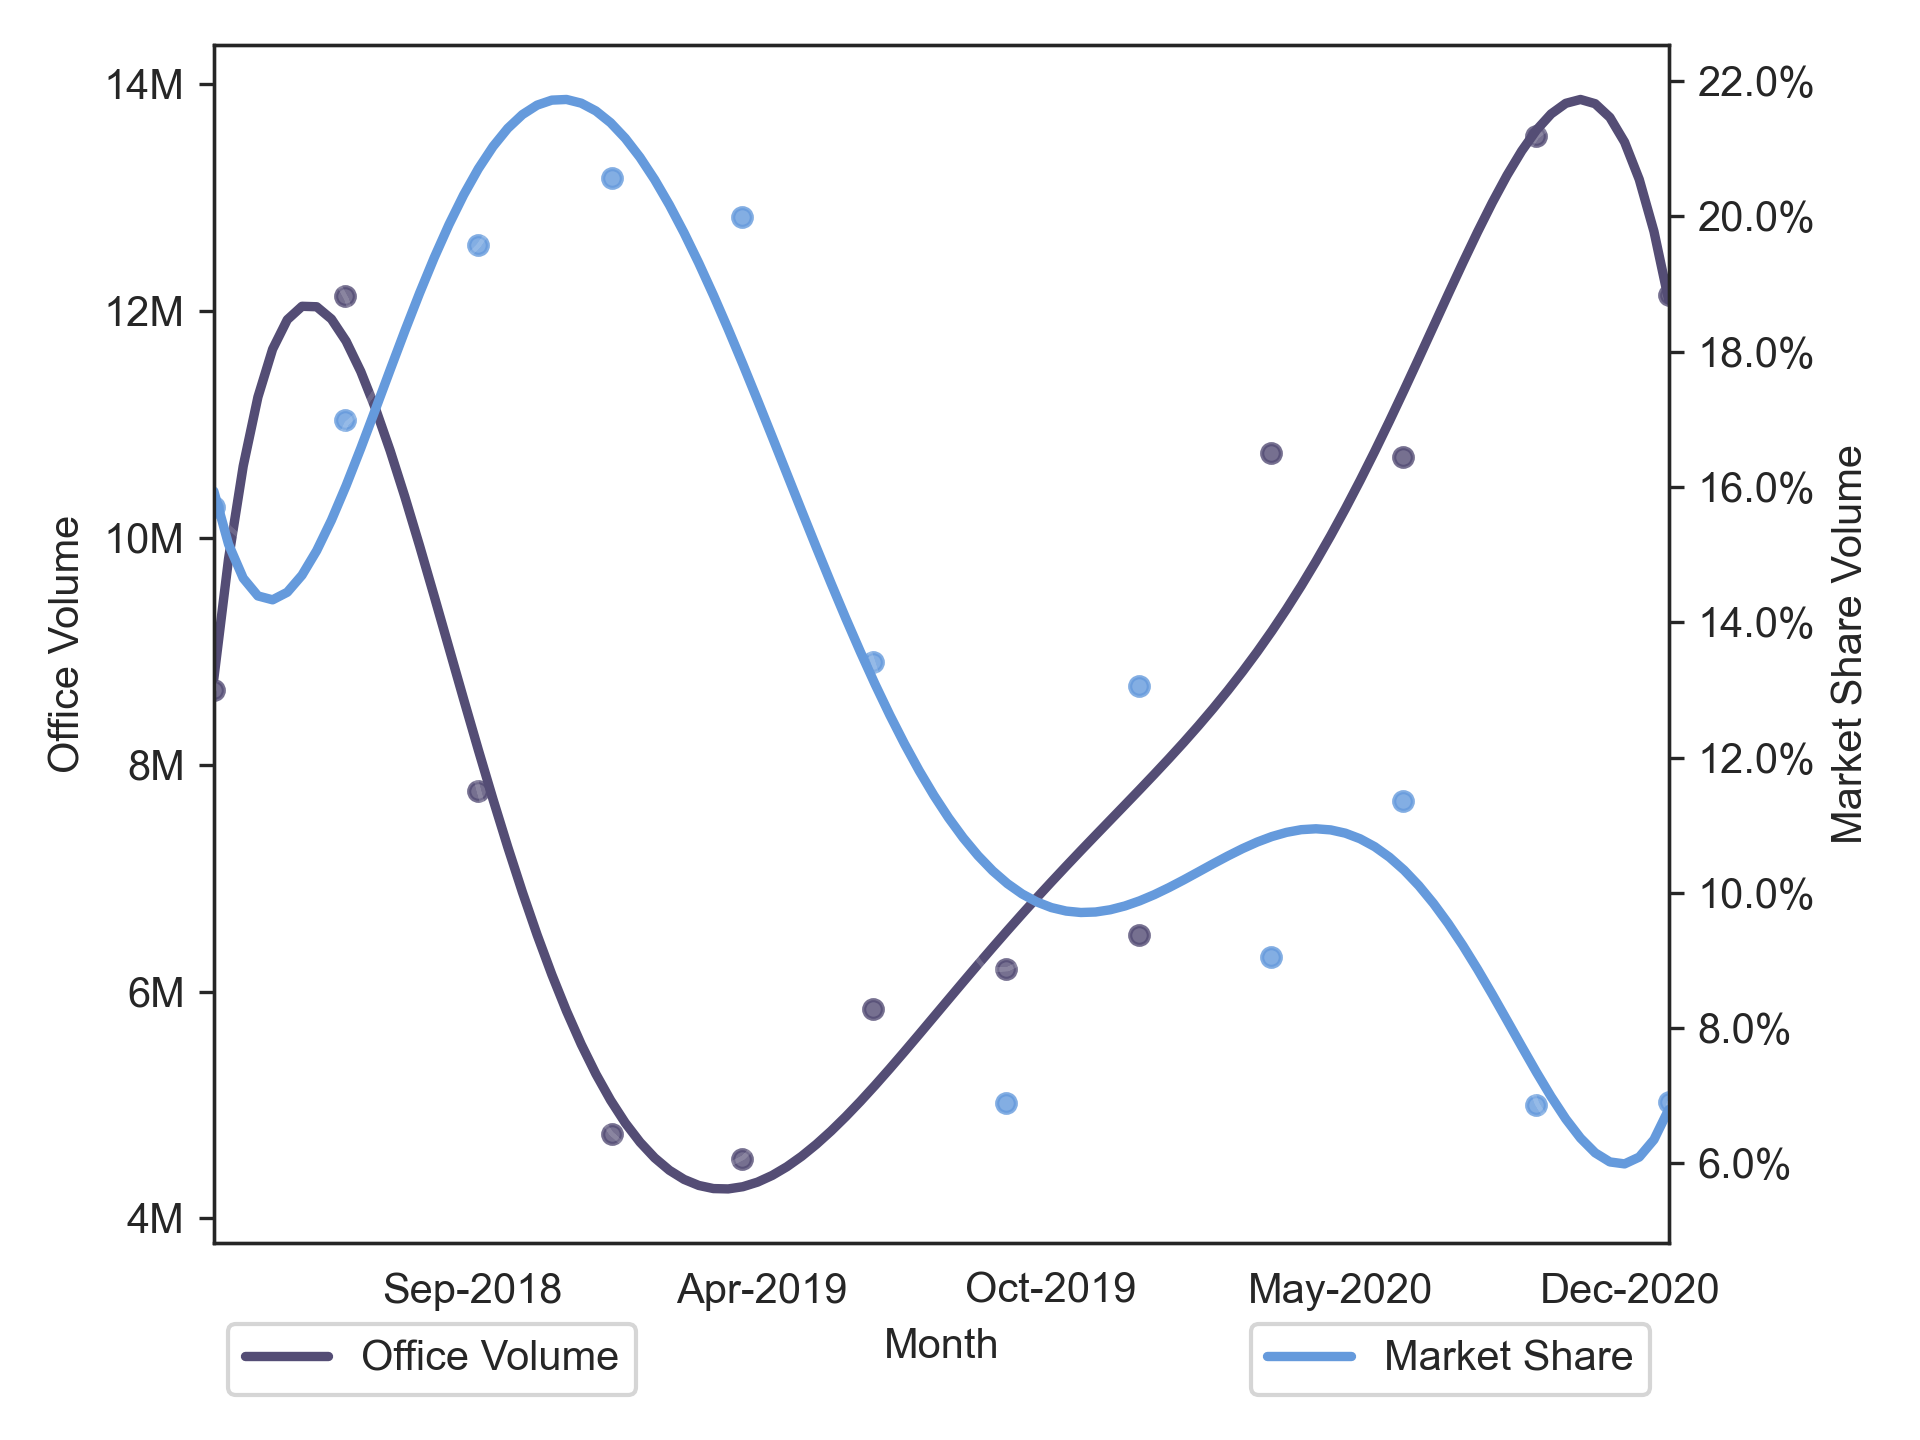 14M
12M
10M
8M
6M
4M
Office Volume
22.0%
20.0%
18.0%
16.0%
14.0%
12.0%
10.0%
8.0%
6.0%
Market Share Volume
Sep-2018 Apr-2019 Oct-2019 May-2020 Dec-2020
Month
Office Volume
Market Share